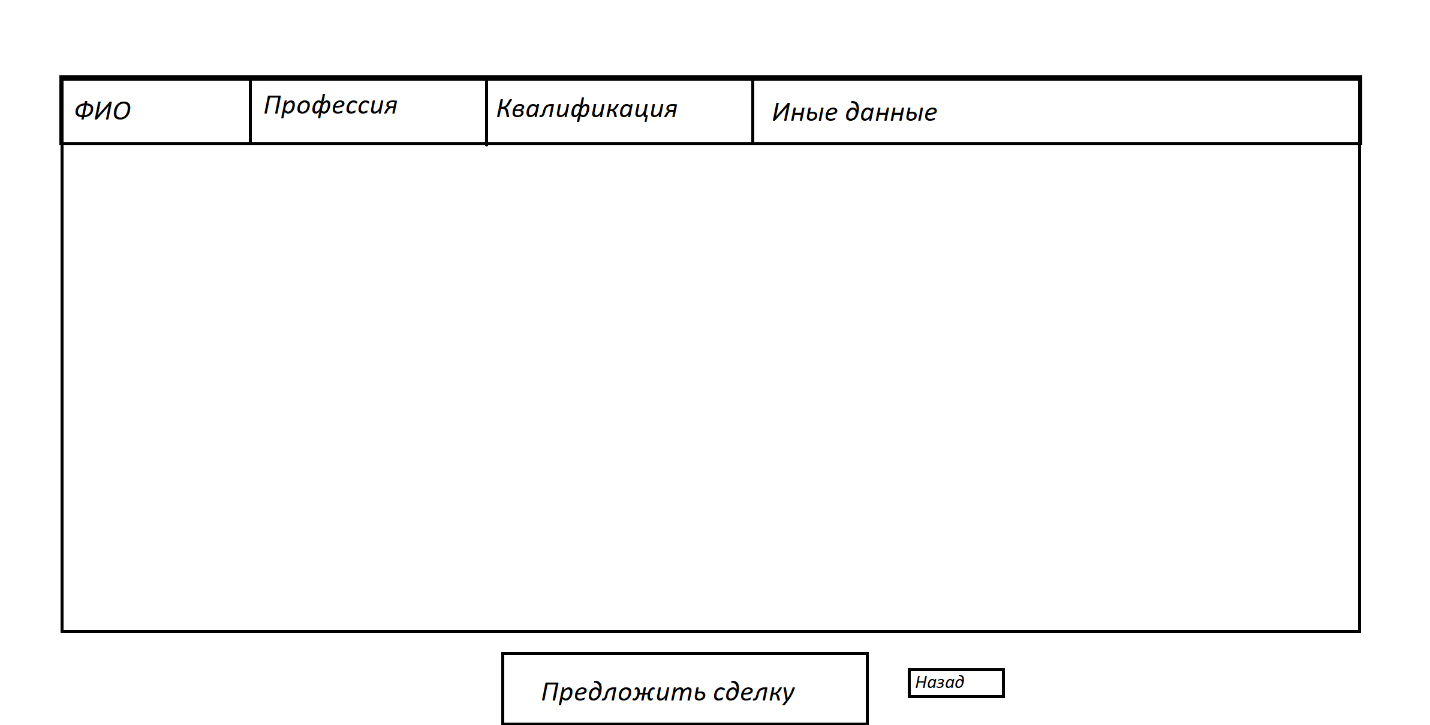 ФИО
Профессия
Квалификация
Иные данные
Предложить сделку
Назад